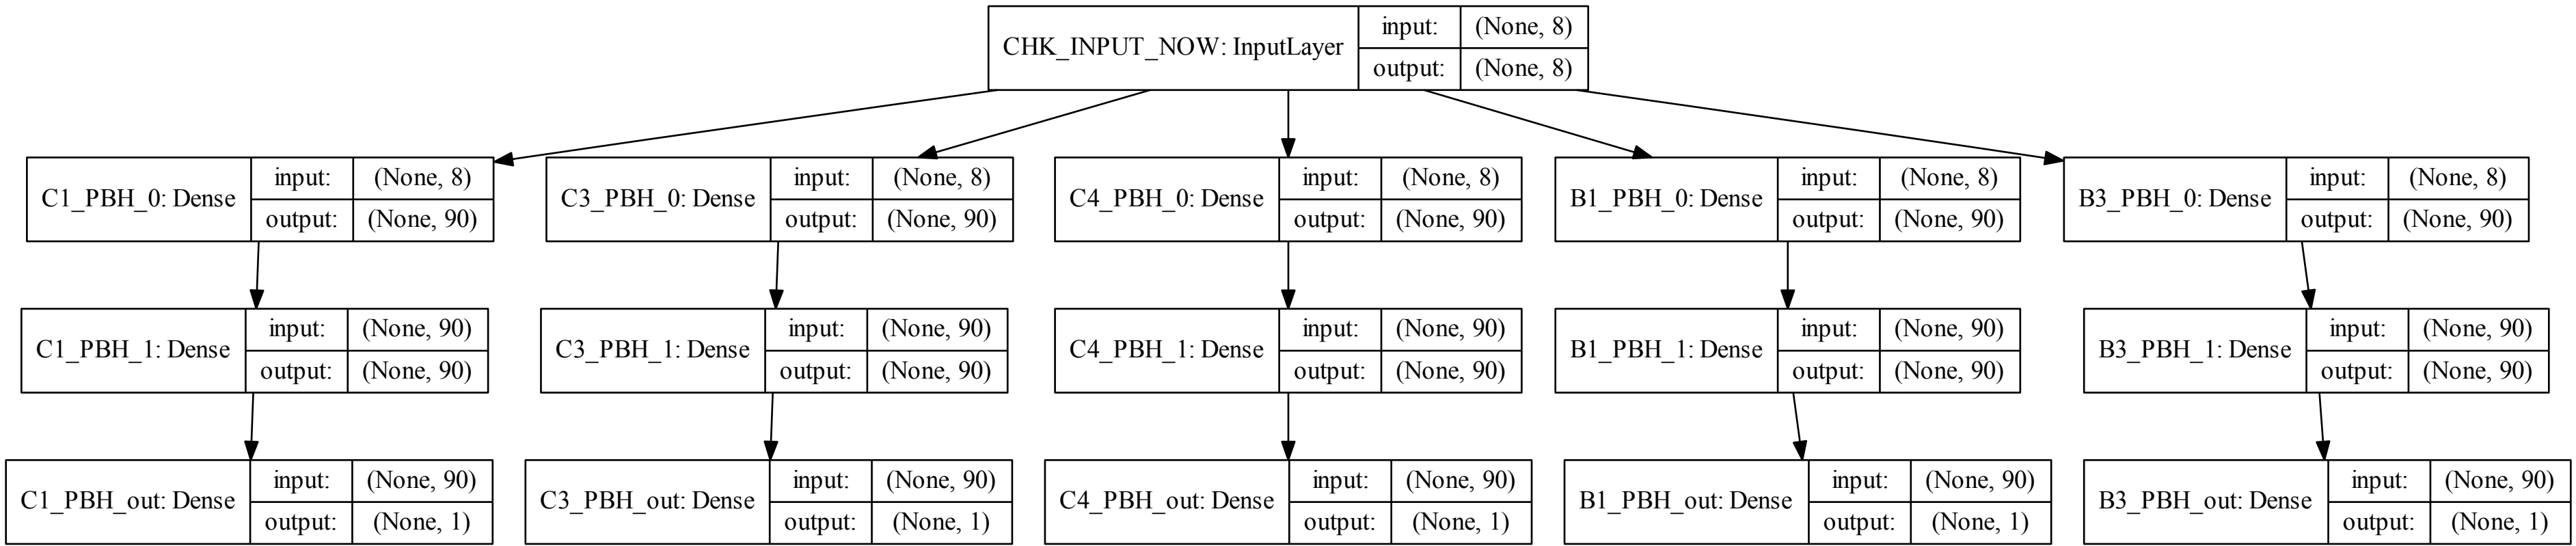 CHK_INPUT_NOW: InputLayer
input: (None, 8)
output: (None, 8)
C1_PBH_0: Dense
input: (None, 8)
output: (None, 90)
C3_PBH_0: Dense
input: (None, 8)
output: (None, 90)
C4_PBH_0: Dense
input: (None, 8)
output: (None, 90)
B1_PBH_0: Dense
input: (None, 8)
output: (None, 90)
B3_PBH_0: Dense
input: (None, 8)
output: (None, 90)
C1_PBH_1: Dense
input: (None, 90)
output: (None, 90)
C3_PBH_1: Dense
input: (None, 90)
output: (None, 90)
C4_PBH_1: Dense
input: (None, 90)
output: (None, 90)
B1_PBH_1: Dense
input: (None, 90)
output: (None, 90)
B3_PBH_1: Dense
input: (None, 90)
output: (None, 90)
C1_PBH_out: Dense
input: (None, 90)
output: (None, 1)
C3_PBH_out: Dense
input: (None, 90)
output: (None, 1)
C4_PBH_out: Dense
input: (None, 90)
output: (None, 1)
B1_PBH_out: Dense
input: (None, 90)
output: (None, 1)
B3_PBH_out: Dense
input: (None, 90)
output: (None, 1)